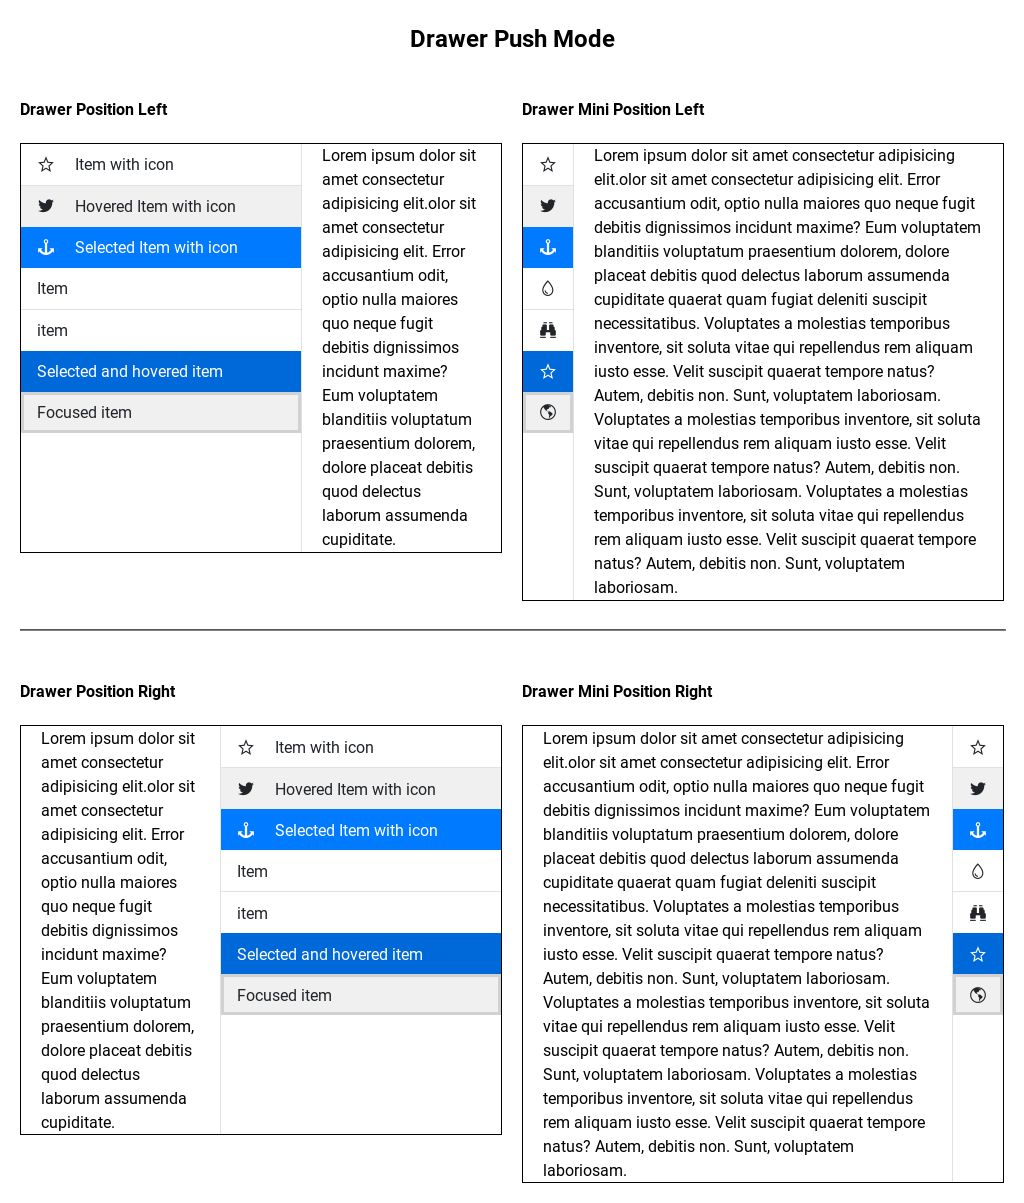 Drawer Push Mode
Drawer Position Left
Item with icon
Hovered Item with icon
Selected Item with icon
Item
item
Selected and hovered item
Focused item
Lorem ipsum dolor sit
amet consectetur
adipisicing elit.olor sit
amet consectetur
adipisicing elit. Error
accusantium odit,
optio nulla maiores
quo neque fugit
debitis dignissimos
incidunt maxime?
Eum voluptatem
blanditiis voluptatum
praesentium dolorem,
dolore placeat debitis
quod delectus
laborum assumenda
cupiditate.
Drawer Mini Position Left
Lorem ipsum dolor sit amet consectetur adipisicing
elit.olor sit amet consectetur adipisicing elit. Error
accusantium odit, optio nulla maiores quo neque fugit
debitis dignissimos incidunt maxime? Eum voluptatem
blanditiis voluptatum praesentium dolorem, dolore
placeat debitis quod delectus laborum assumenda
cupiditate quaerat quam fugiat deleniti suscipit
necessitatibus. Voluptates a molestias temporibus
inventore, sit soluta vitae qui repellendus rem aliquam
iusto esse. Velit suscipit quaerat tempore natus?
Autem, debitis non. Sunt, voluptatem laboriosam.
Voluptates a molestias temporibus inventore, sit soluta
vitae qui repellendus rem aliquam iusto esse. Velit
suscipit quaerat tempore natus? Autem, debitis non.
Sunt, voluptatem laboriosam. Voluptates a molestias
temporibus inventore, sit soluta vitae qui repellendus
rem aliquam iusto esse. Velit suscipit quaerat tempore
natus? Autem, debitis non. Sunt, voluptatem
laboriosam.
Drawer Position Right
Lorem ipsum dolor sit
amet consectetur
adipisicing elit.olor sit
amet consectetur
adipisicing elit. Error
accusantium odit,
optio nulla maiores
quo neque fugit
debitis dignissimos
incidunt maxime?
Eum voluptatem
blanditiis voluptatum
praesentium dolorem,
dolore placeat debitis
quod delectus
laborum assumenda
cupiditate.
Item with icon
Hovered Item with icon
Selected Item with icon
Item
item
Selected and hovered item
Focused item
Drawer Mini Position Right
Lorem ipsum dolor sit amet consectetur adipisicing
elit.olor sit amet consectetur adipisicing elit. Error
accusantium odit, optio nulla maiores quo neque fugit
debitis dignissimos incidunt maxime? Eum voluptatem
blanditiis voluptatum praesentium dolorem, dolore
placeat debitis quod delectus laborum assumenda
cupiditate quaerat quam fugiat deleniti suscipit
necessitatibus. Voluptates a molestias temporibus
inventore, sit soluta vitae qui repellendus rem aliquam
iusto esse. Velit suscipit quaerat tempore natus?
Autem, debitis non. Sunt, voluptatem laboriosam.
Voluptates a molestias temporibus inventore, sit soluta
vitae qui repellendus rem aliquam iusto esse. Velit
suscipit quaerat tempore natus? Autem, debitis non.
Sunt, voluptatem laboriosam. Voluptates a molestias
temporibus inventore, sit soluta vitae qui repellendus
rem aliquam iusto esse. Velit suscipit quaerat tempore
natus? Autem, debitis non. Sunt, voluptatem
laboriosam.